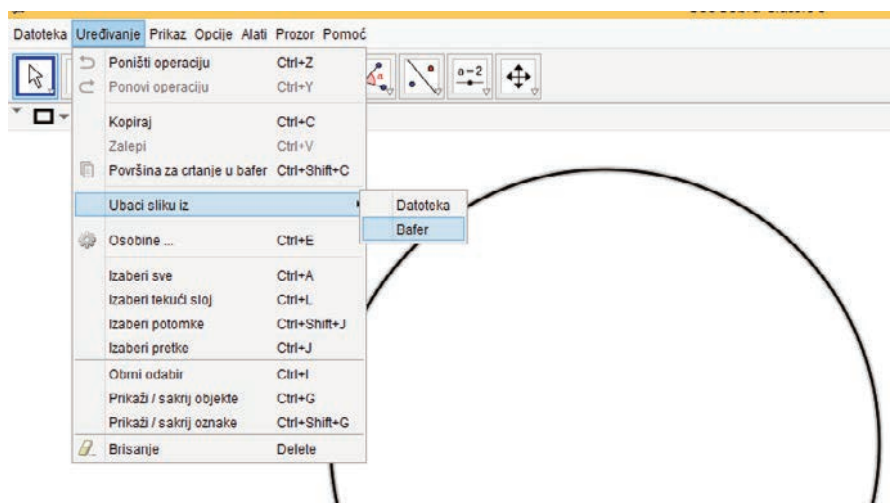 Datoteka Uređivanje Prikaz Opcije Alati Prozor Pomoć
Poništi operaciju Ctrl+Z
Ponovi operaciju Ctrl+Y
a=2
Kopiraj Ctrl+C
Zalepi Ctrl+V
Površina za crtanje u bafer Ctrl+Shift+C
Ubaci sliku iz
Datoteka
Bafer
Osobine ... Ctrl+E
Izaberi sve Ctrl+A
Izaberi tekući sloj Ctrl+L
Izaberi potomke Ctrl+Shift+J
Izaberi pretke Ctrl+J
Obrni odabir Ctrl+I
Prikaži / sakrij objekte Ctrl+G
Prikaži / sakrij oznake Ctrl+Shift+G
Brisanje Delete